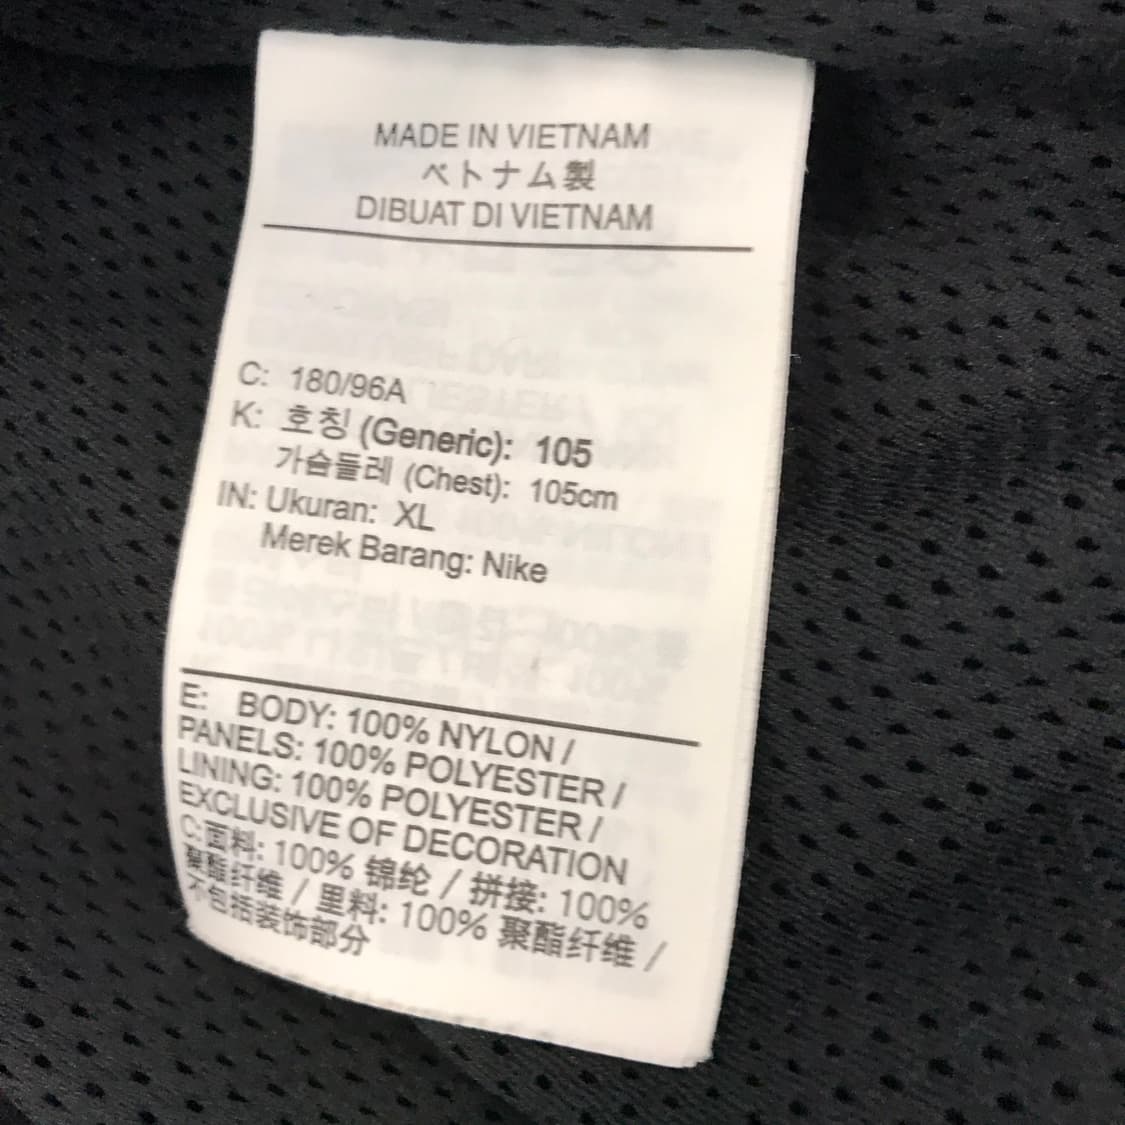 MADE IN VIETNAM
ベトナム製
DIBUAT DI VIETNAM
C: 180/96A
K: 호칭 (Generic): 105
가슴둘레 (Chest): 105cm
IN: Ukuran: XL
Merek Barang: Nike
E: BODY: 100% NYLON /
PANELS: 100% POLYESTER /
LINING: 100% POLYESTER /
EXCLUSIVE OF DECORATION
C:面料: 100% 锦纶 / 拼接: 100%
聚酯纤维 / 里料: 100% 聚酯纤维 /
不包括装饰部分